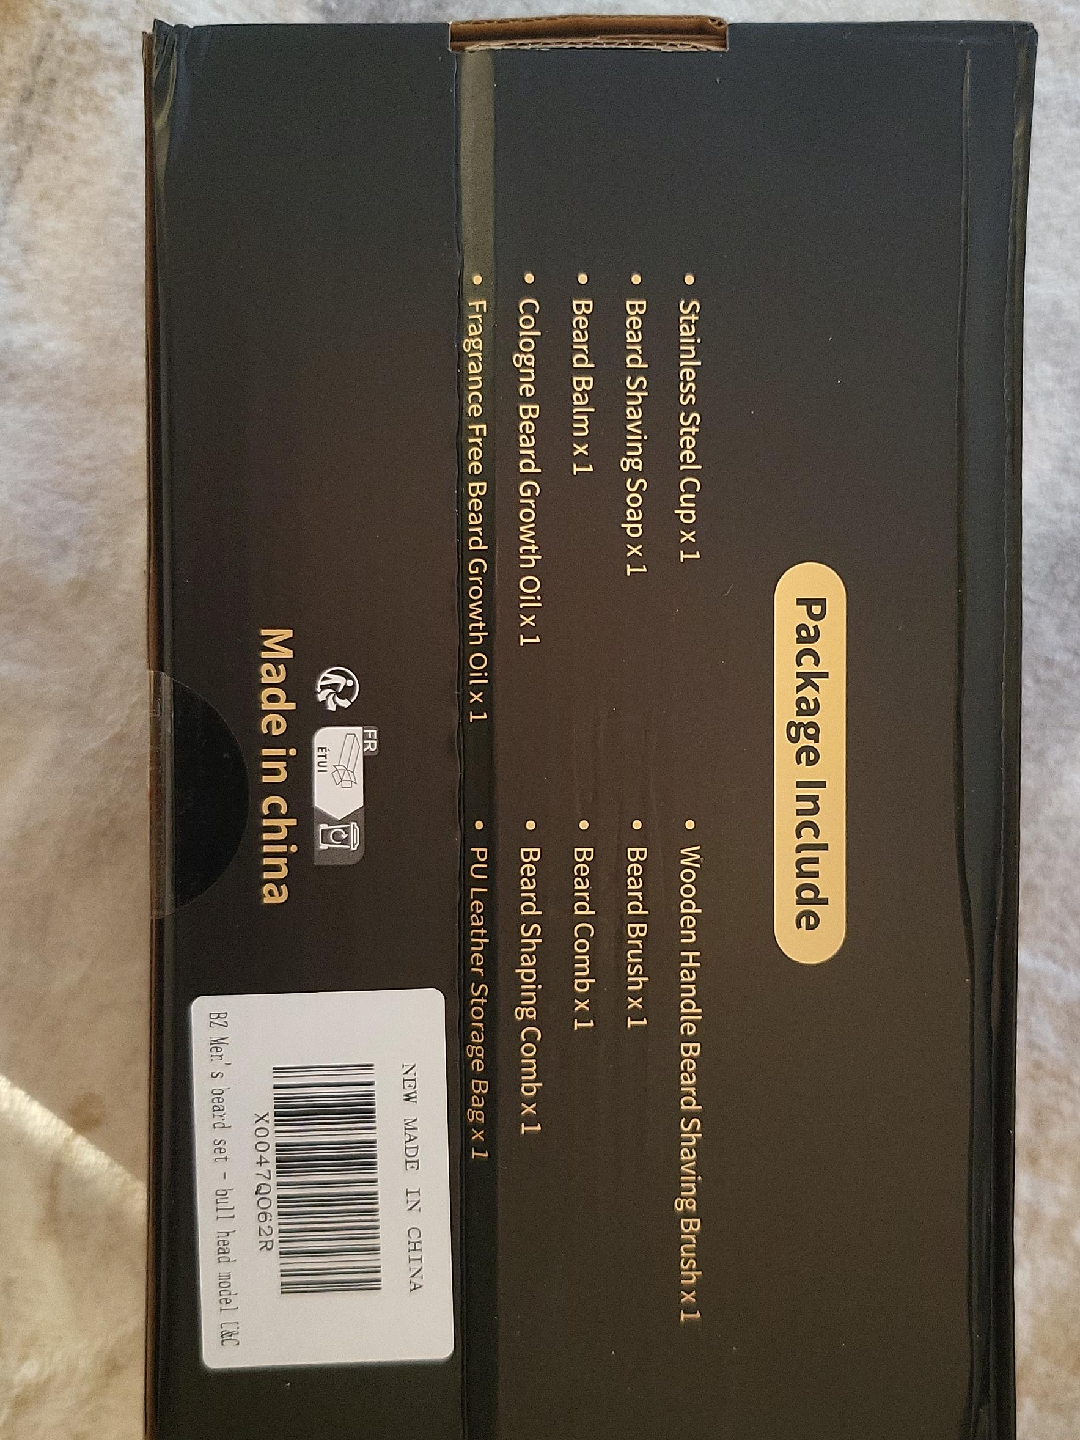 Package Include
• Stainless Steel Cup x 1
• Beard Shaving Soap x 1
• Beard Balm x 1
• Cologne Beard Growth Oil x 1
• Fragrance Free Beard Growth Oil x 1
• Wooden Handle Beard Shaving Brush x 1
• Beard Brush x 1
• Beard Comb x 1
• Beard Shaping Comb x 1
• PU Leather Storage Bag x 1
FR
ÉTUI
Made in china
NEW MADE IN CHINA
X0047QO62R
BZ Men's beard set - bull head model C&C